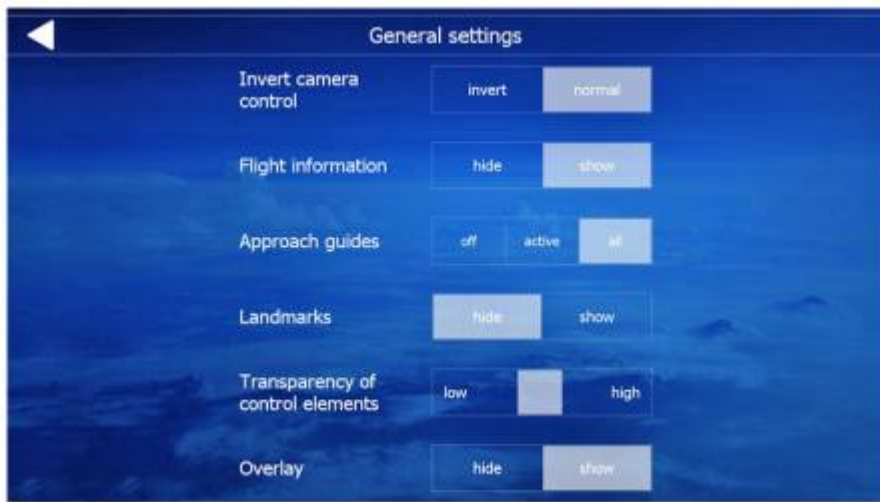 General settings
Invert camera
control
invert normal
Flight information
hide show
Approach guides
off active all
Landmarks
hide show
Transparency of
control elements
low high
Overlay
hide show